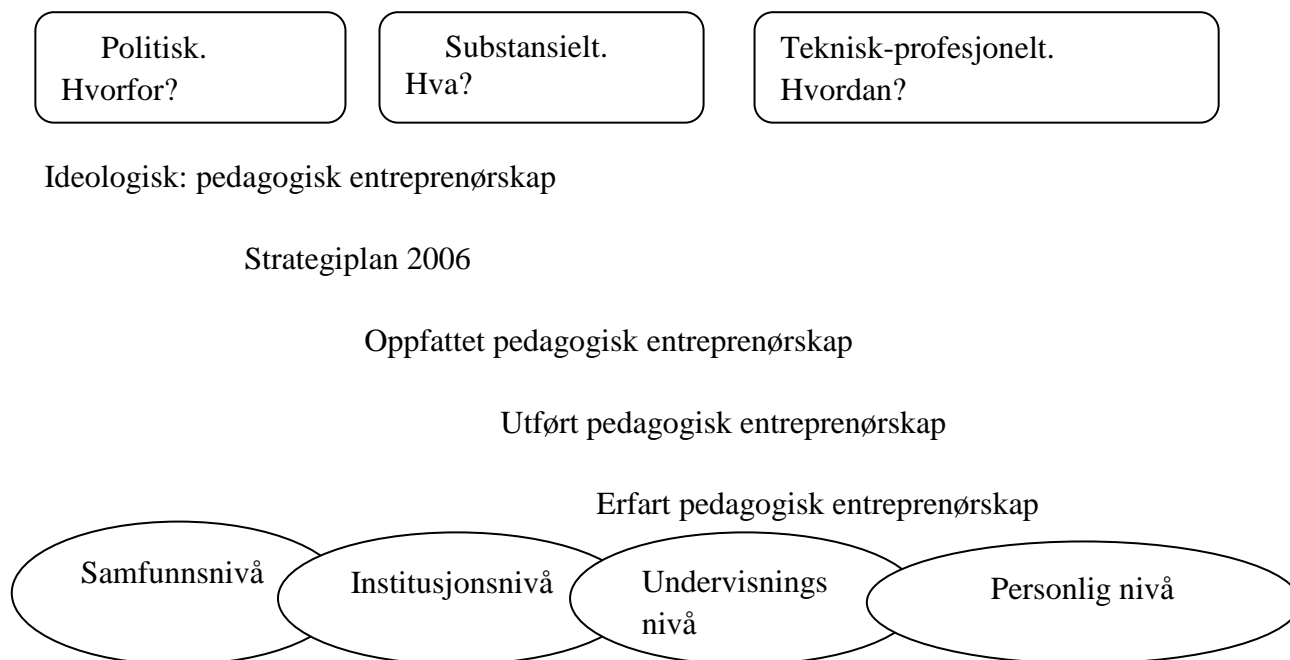 Politisk.
Hvorfor?
Substansielt.
Hva?
Teknisk-profesjonelt.
Hvordan?
Ideologisk: pedagogisk entreprenørskap
Strategiplan 2006
Oppfattet pedagogisk entreprenørskap
Utført pedagogisk entreprenørskap
Erfart pedagogisk entreprenørskap
Samfunnsnivå
Institusjonsnivå
Undervisnings
nivå
Personlig nivå